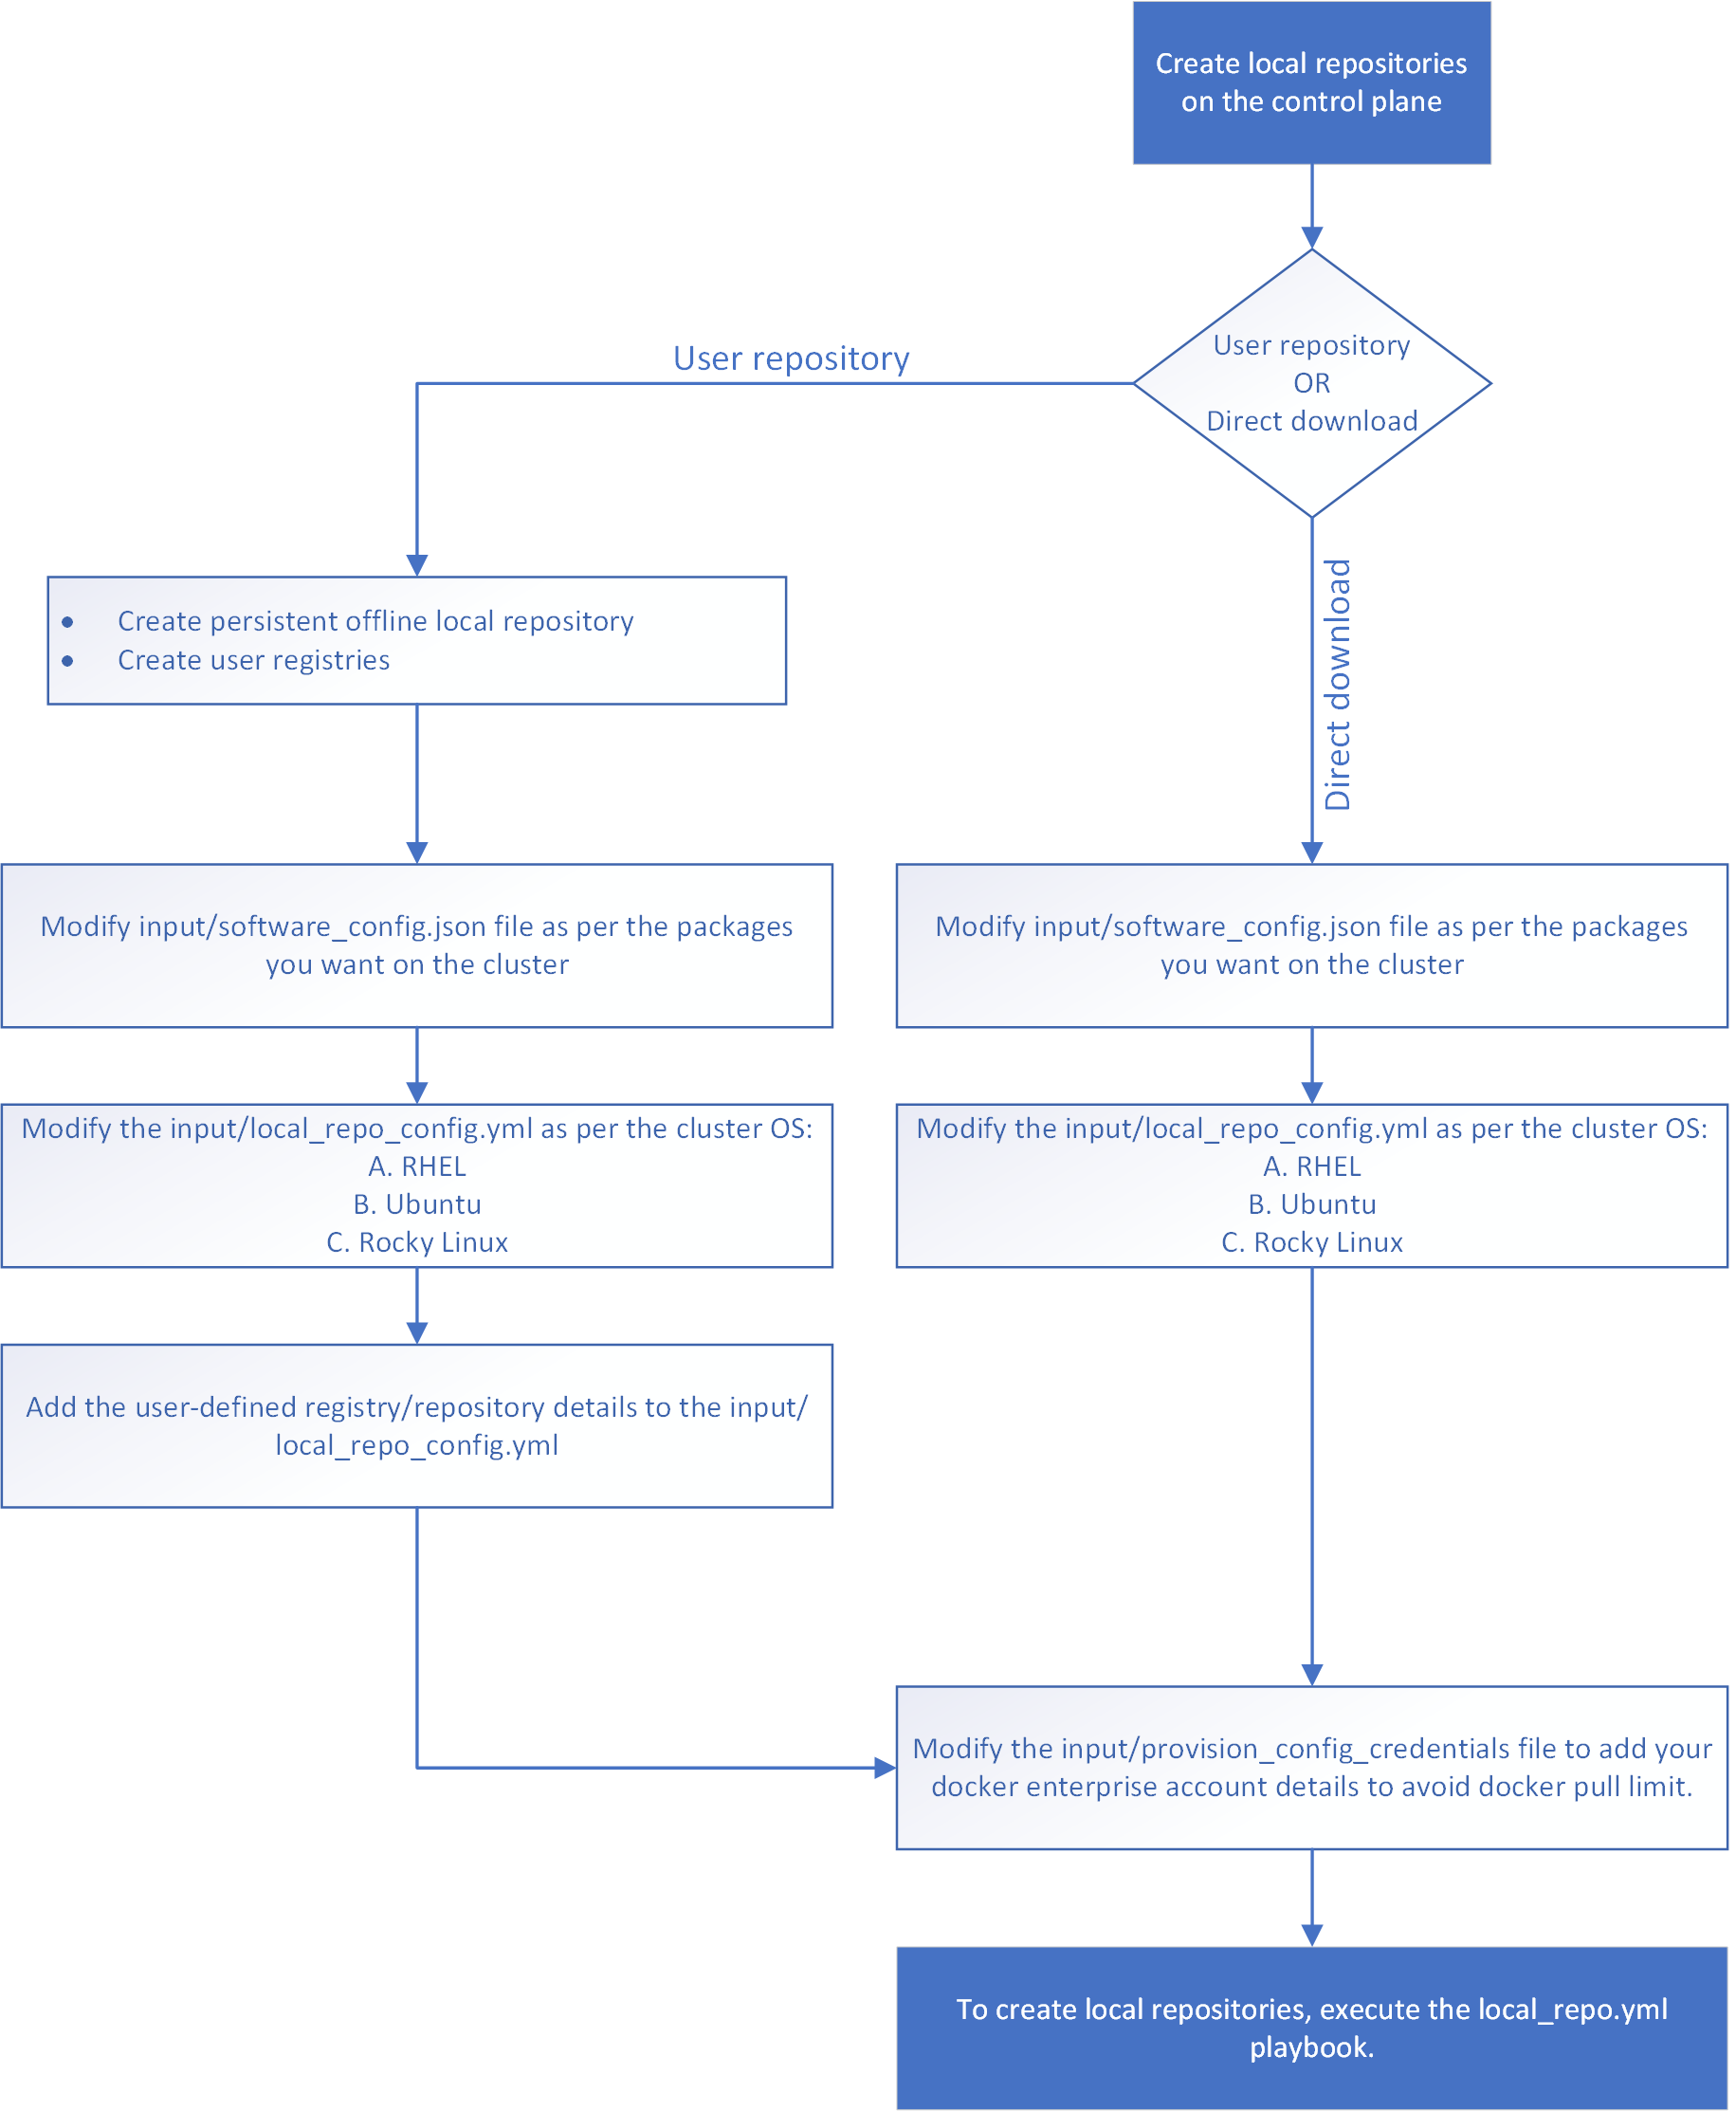 Create local repositories
on the control plane
User repository
OR
Direct download
User repository
Direct download
• Create persistent offline local repository
• Create user registries
Modify input/software_config.json file as per the packages
you want on the cluster
Modify input/software_config.json file as per the packages
you want on the cluster
Modify the input/local_repo_config.yml as per the cluster OS:
A. RHEL
B. Ubuntu
C. Rocky Linux
Modify the input/local_repo_config.yml as per the cluster OS:
A. RHEL
B. Ubuntu
C. Rocky Linux
Add the user-defined registry/repository details to the input/
local_repo_config.yml
Modify the input/provision_config_credentials file to add your
docker enterprise account details to avoid docker pull limit.
To create local repositories, execute the local_repo.yml
playbook.